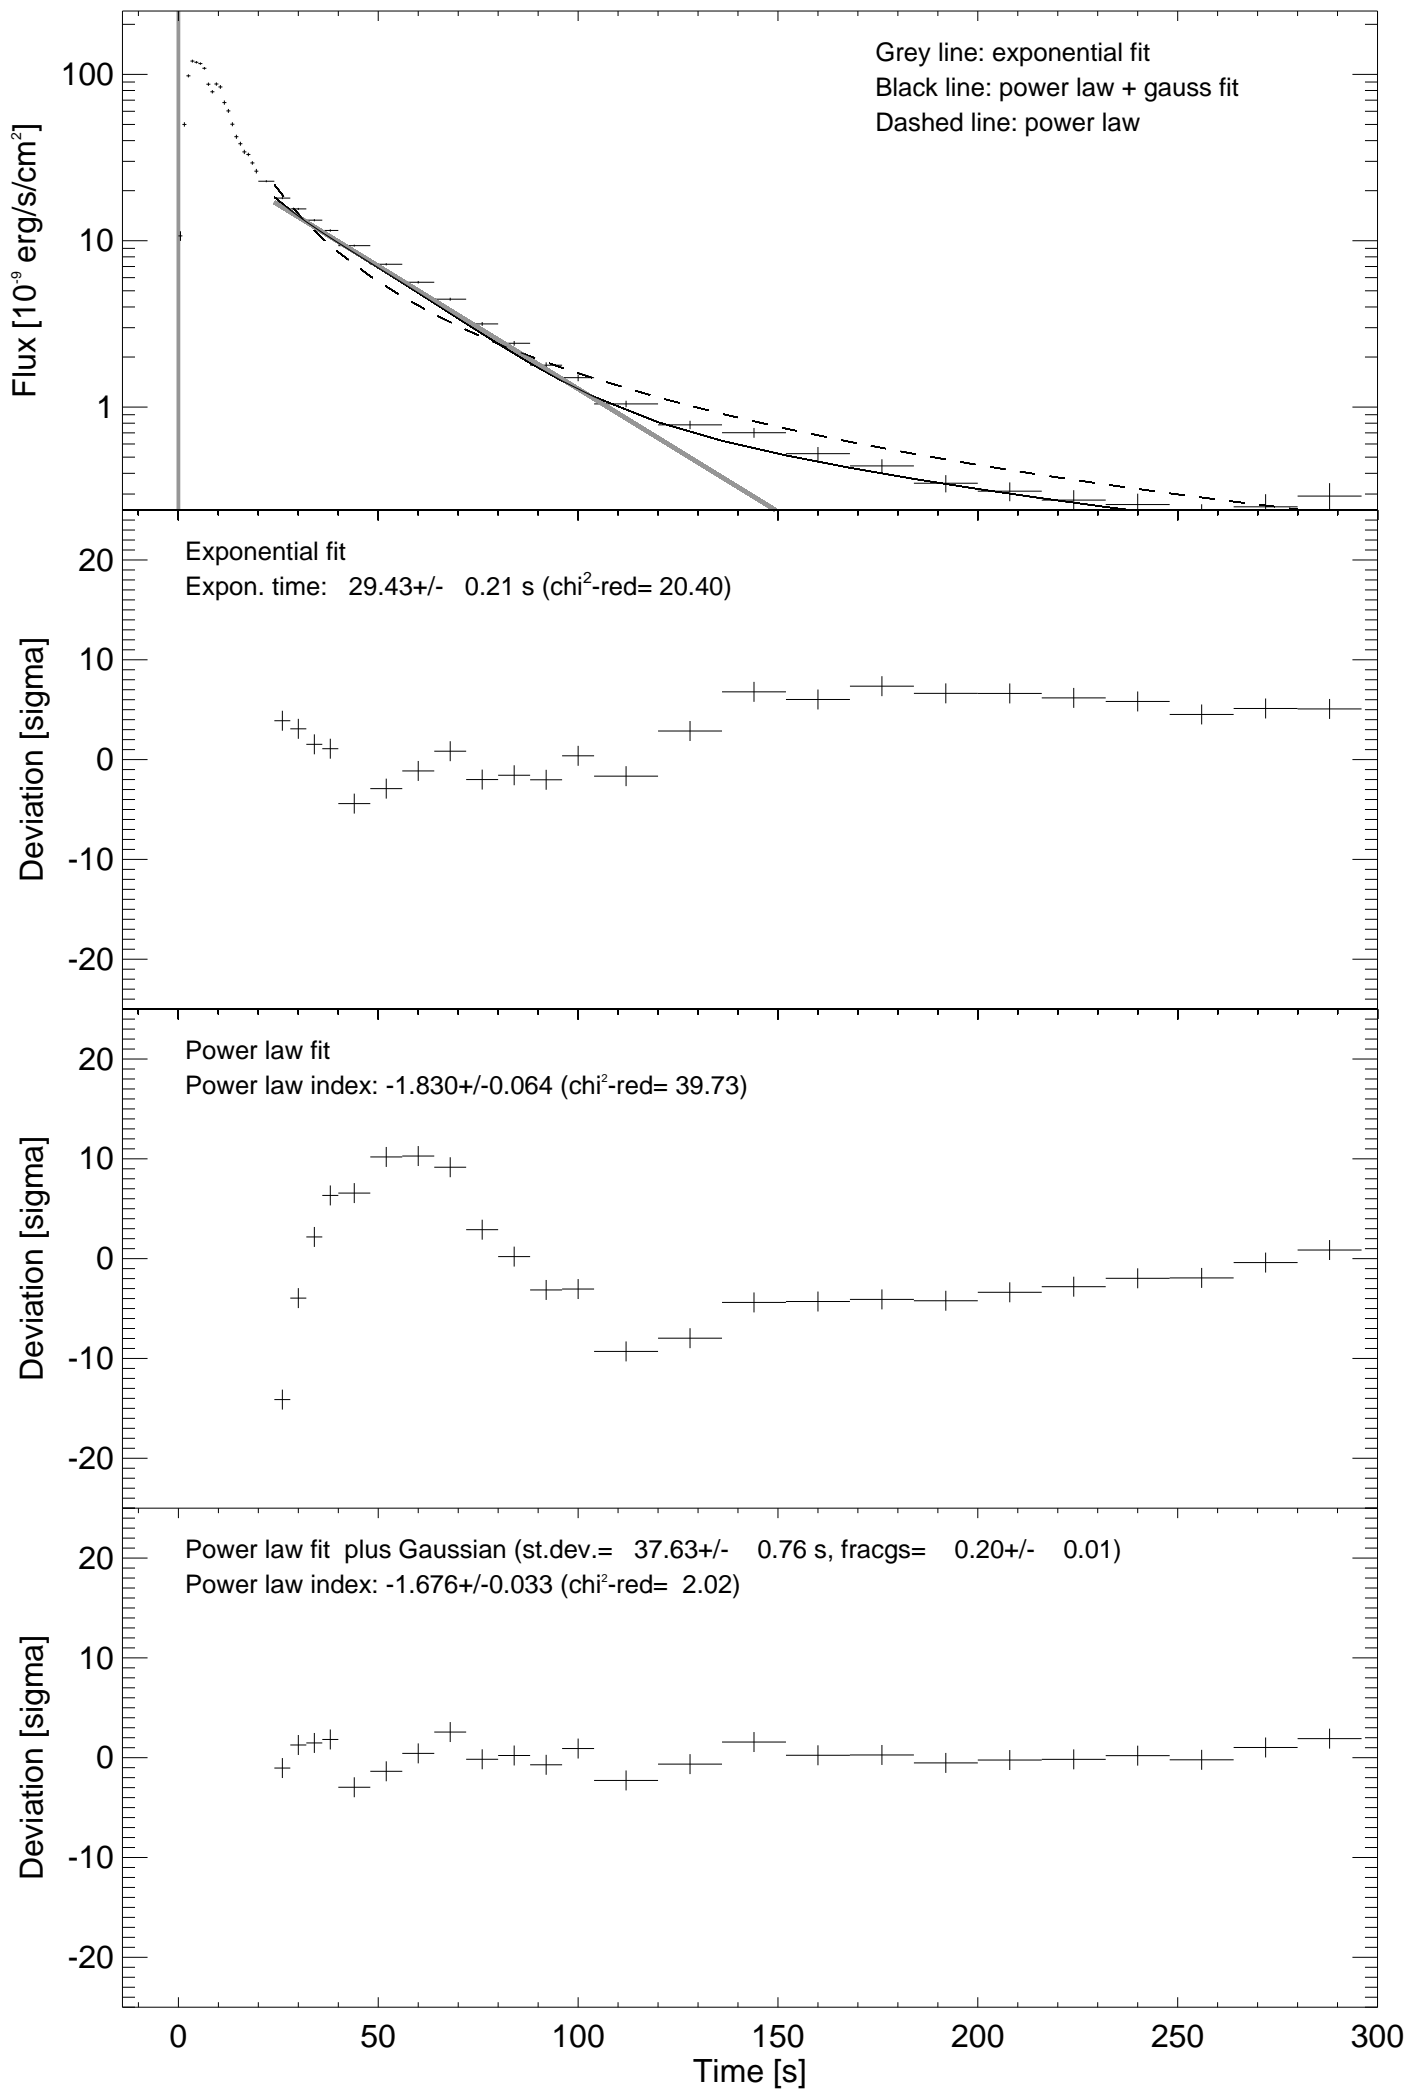 Grey line: exponential fit
Black line: power law + gauss fit
Dashed line: power law
100
10
1
Flux [10⁻⁹ erg/s/cm²]
Exponential fit
Expon. time: 29.43+/- 0.21 s (chi²-red= 20.40)
20
10
0
-10
-20
Deviation [sigma]
Power law fit
Power law index: -1.830+/-0.064 (chi²-red= 39.73)
20
10
0
-10
-20
Deviation [sigma]
Power law fit plus Gaussian (st.dev.= 37.63+/- 0.76 s, fracgs= 0.20+/- 0.01)
Power law index: -1.676+/-0.033 (chi²-red= 2.02)
20
10
0
-10
-20
Deviation [sigma]
0 50 100 150 200 250 300
Time [s]